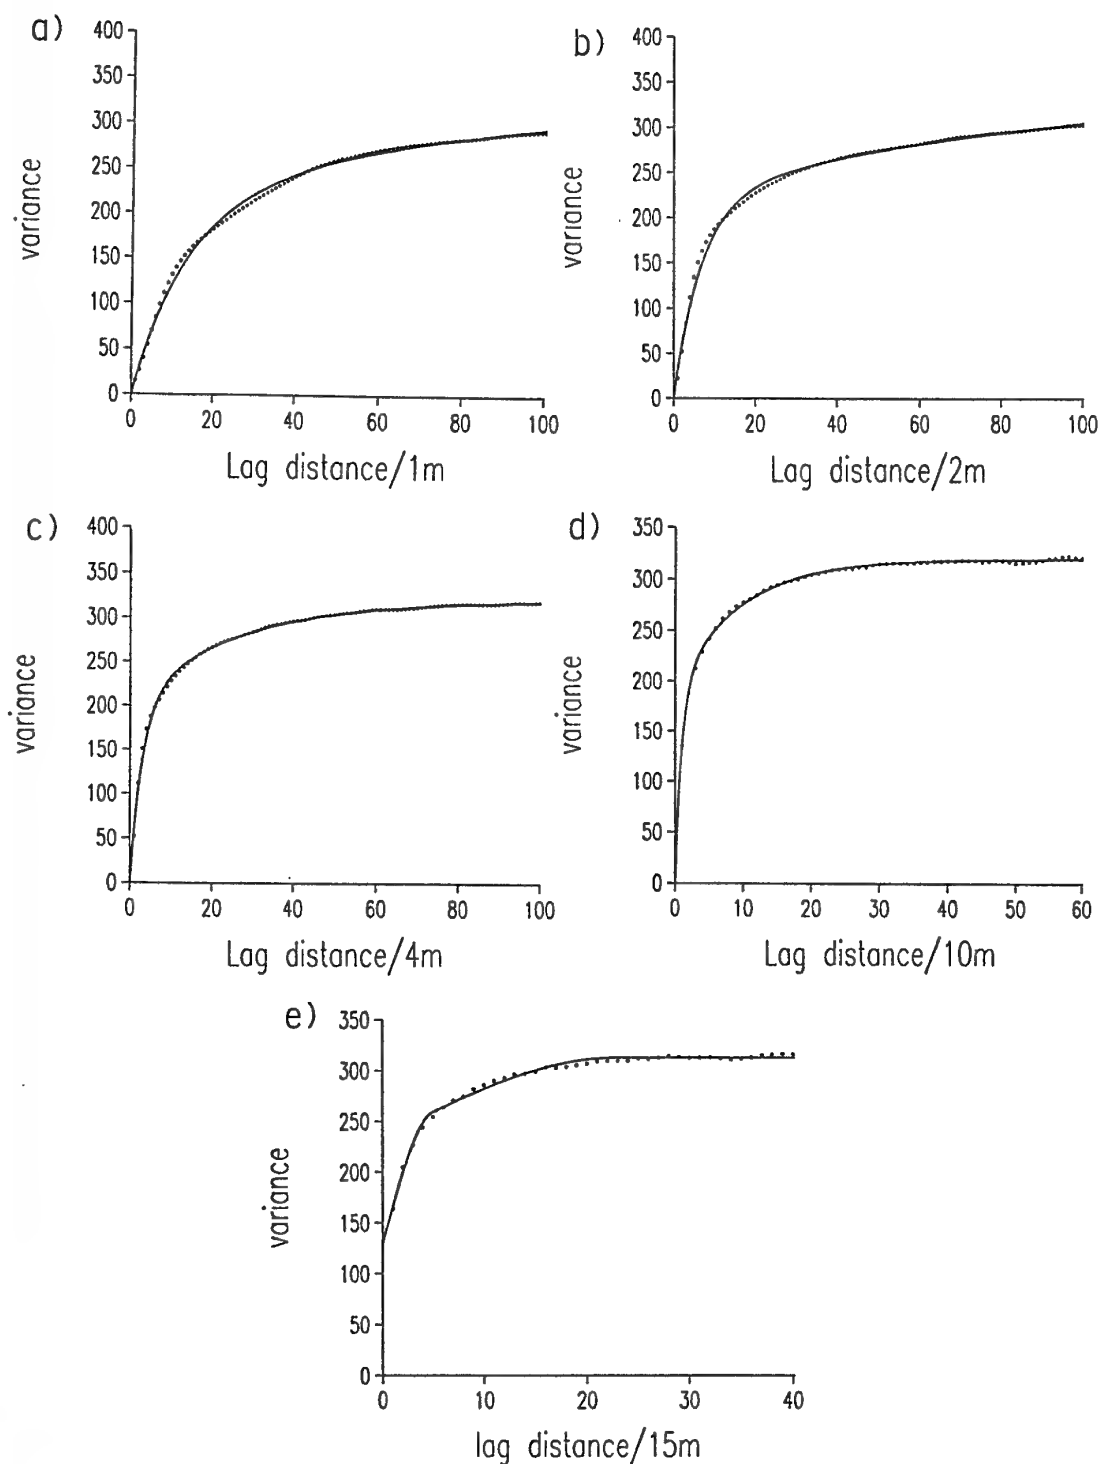 a)
400
350
300
250
200
150
100
50
0
variance
0 20 40 60 80 100
Lag distance/1m
b)
400
350
300
250
200
150
100
50
0
variance
0 20 40 60 80 100
Lag distance/2m
c)
400
350
300
250
200
150
100
50
0
variance
0 20 40 60 80 100
Lag distance/4m
d)
350
300
250
200
150
100
50
0
variance
0 10 20 30 40 50 60
Lag distance/10m
e)
350
300
250
200
150
100
50
0
variance
0 10 20 30 40
lag distance/15m